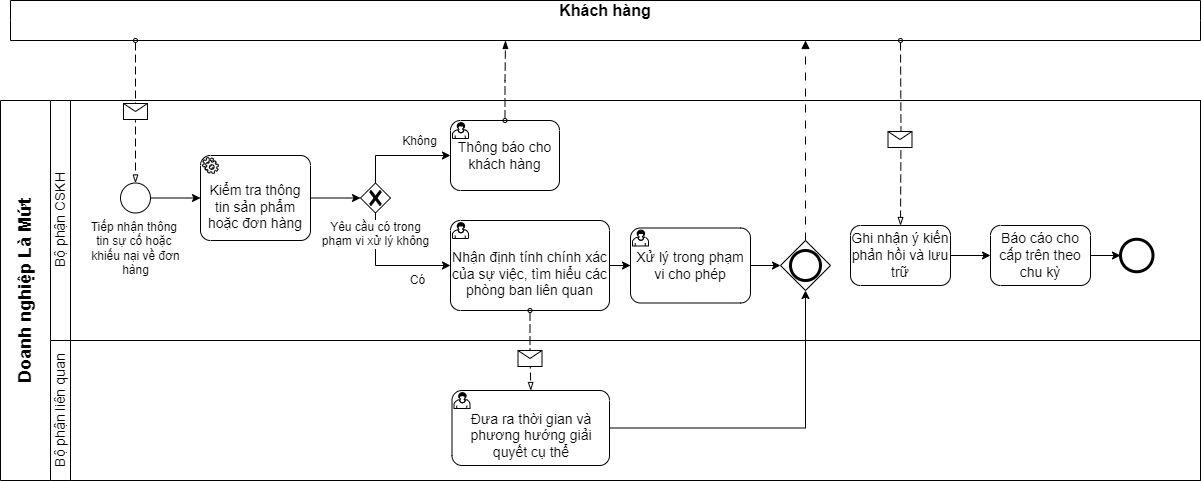 Khách hàng
Doanh nghiệp Là Mứt
Bộ phận CSKH
Tiếp nhận thông
tin sự cố hoặc
khiếu nại về đơn
hàng
Kiểm tra thông
tin sản phẩm
hoặc đơn hàng
Yêu cầu có trong
phạm vi xử lý không
Không
Thông báo cho
khách hàng
Có
Nhận định tính chính xác
của sự việc, tìm hiểu các
phòng ban liên quan
Xử lý trong phạm
vi cho phép
Ghi nhận ý kiến
phản hồi và lưu
trữ
Báo cáo cho
cấp trên theo
chu kỳ
Bộ phận liên quan
Đưa ra thời gian và
phương hướng giải
quyết cụ thể